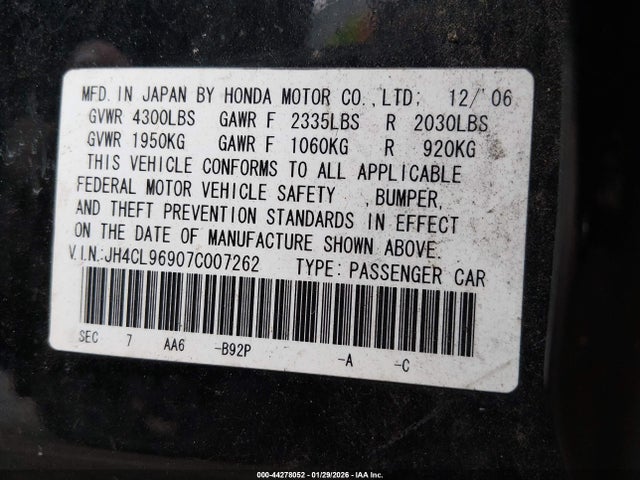 MFD. IN JAPAN BY HONDA MOTOR CO.,LTD; 12/'06
GVWR 4300LBS GAWR F 2335LBS R 2030LBS
GVWR 1950KG GAWR F 1060KG R 920KG
THIS VEHICLE CONFORMS TO ALL APPLICABLE
FEDERAL MOTOR VEHICLE SAFETY ,BUMPER,
AND THEFT PREVENTION STANDARDS IN EFFECT
ON THE DATE OF MANUFACTURE SHOWN ABOVE.
V.I.N.:JH4CL96907C007262 TYPE: PASSENGER CAR
SEC 7 AA6 -B92P -A -C
000-44278052 - 01/29/2026 - IAA Inc.